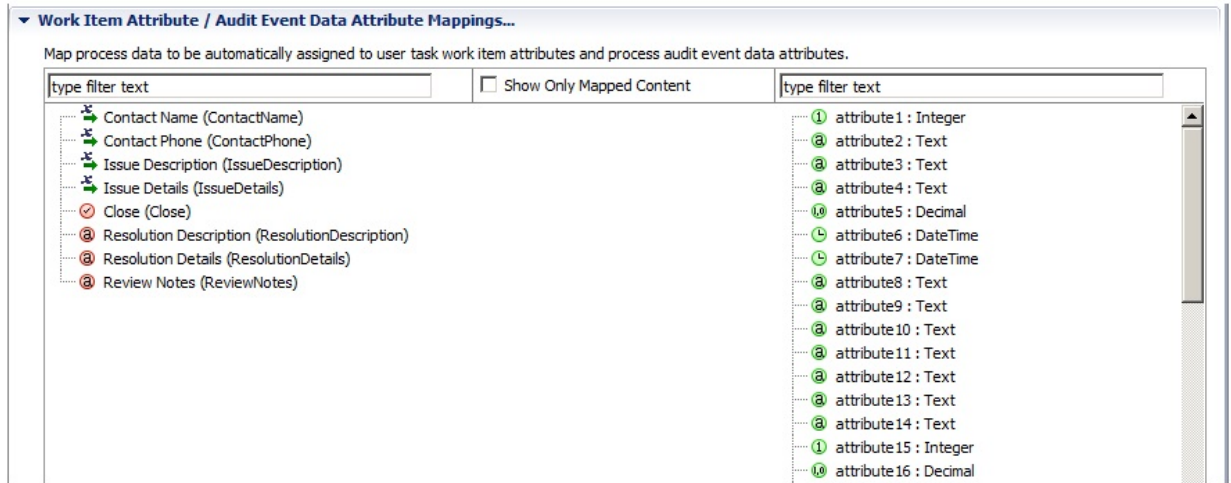 Work Item Attribute / Audit Event Data Attribute Mappings...
Map process data to be automatically assigned to user task work item attributes and process audit event data attributes.
type filter text
Show Only Mapped Content
type filter text
Contact Name (ContactName)
Contact Phone (ContactPhone)
Issue Description (IssueDescription)
Issue Details (IssueDetails)
Close (Close)
Resolution Description (ResolutionDescription)
Resolution Details (ResolutionDetails)
Review Notes (ReviewNotes)
attribute1 : Integer
attribute2 : Text
attribute3 : Text
attribute4 : Text
attribute5 : Decimal
attribute6 : DateTime
attribute7 : DateTime
attribute8 : Text
attribute9 : Text
attribute10 : Text
attribute11 : Text
attribute12 : Text
attribute13 : Text
attribute14 : Text
attribute15 : Integer
attribute16 : Decimal